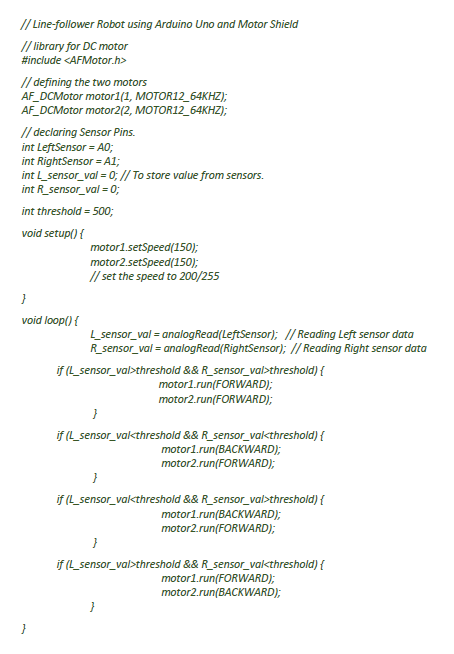 // Line-follower Robot using Arduino Uno and Motor Shield
// library for DC motor
#include <AFMotor.h>
// defining the two motors
AF_DCMotor motor1(1, MOTOR12_64KHZ);
AF_DCMotor motor2(2, MOTOR12_64KHZ);
// declaring Sensor Pins.
int LeftSensor = A0;
int RightSensor = A1;
int L_sensor_val = 0; // To store value from sensors.
int R_sensor_val = 0;
int threshold = 500;
void setup() {
motor1.setSpeed(150);
motor2.setSpeed(150);
// set the speed to 200/255
}
void loop() {
L_sensor_val = analogRead(LeftSensor);   // Reading Left sensor data
R_sensor_val = analogRead(RightSensor);  // Reading Right sensor data
if (L_sensor_val>threshold && R_sensor_val>threshold) {
motor1.run(FORWARD);
motor2.run(FORWARD);
}
if (L_sensor_val<threshold && R_sensor_val<threshold) {
motor1.run(BACKWARD);
motor2.run(FORWARD);
}
if (L_sensor_val<threshold && R_sensor_val>threshold) {
motor1.run(BACKWARD);
motor2.run(FORWARD);
}
if (L_sensor_val>threshold && R_sensor_val<threshold) {
motor1.run(FORWARD);
motor2.run(BACKWARD);
}
}